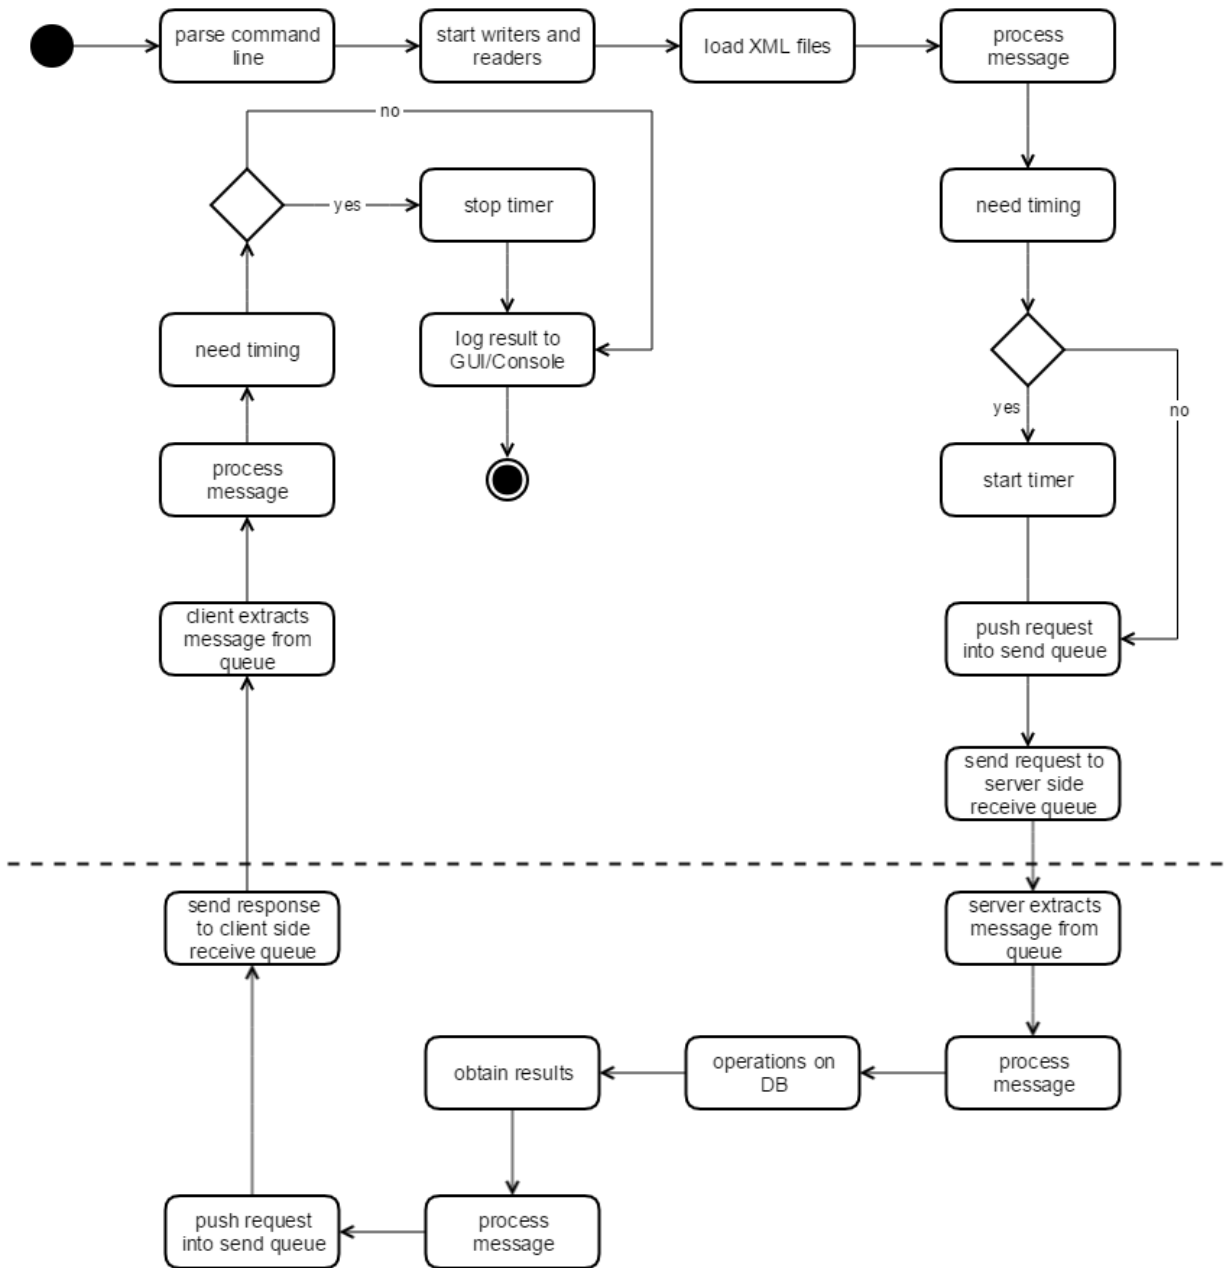 parse command
line
start writers and
readers
load XML files
process
message
no
yes
stop timer
need timing
need timing
log result to
GUI/Console
yes
no
process
message
start timer
client extracts
message from
queue
push request
into send queue
send request to
server side
receive queue
send response
to client side
receive queue
server extracts
message from
queue
obtain results
operations on
DB
process
message
push request
into send queue
process
message